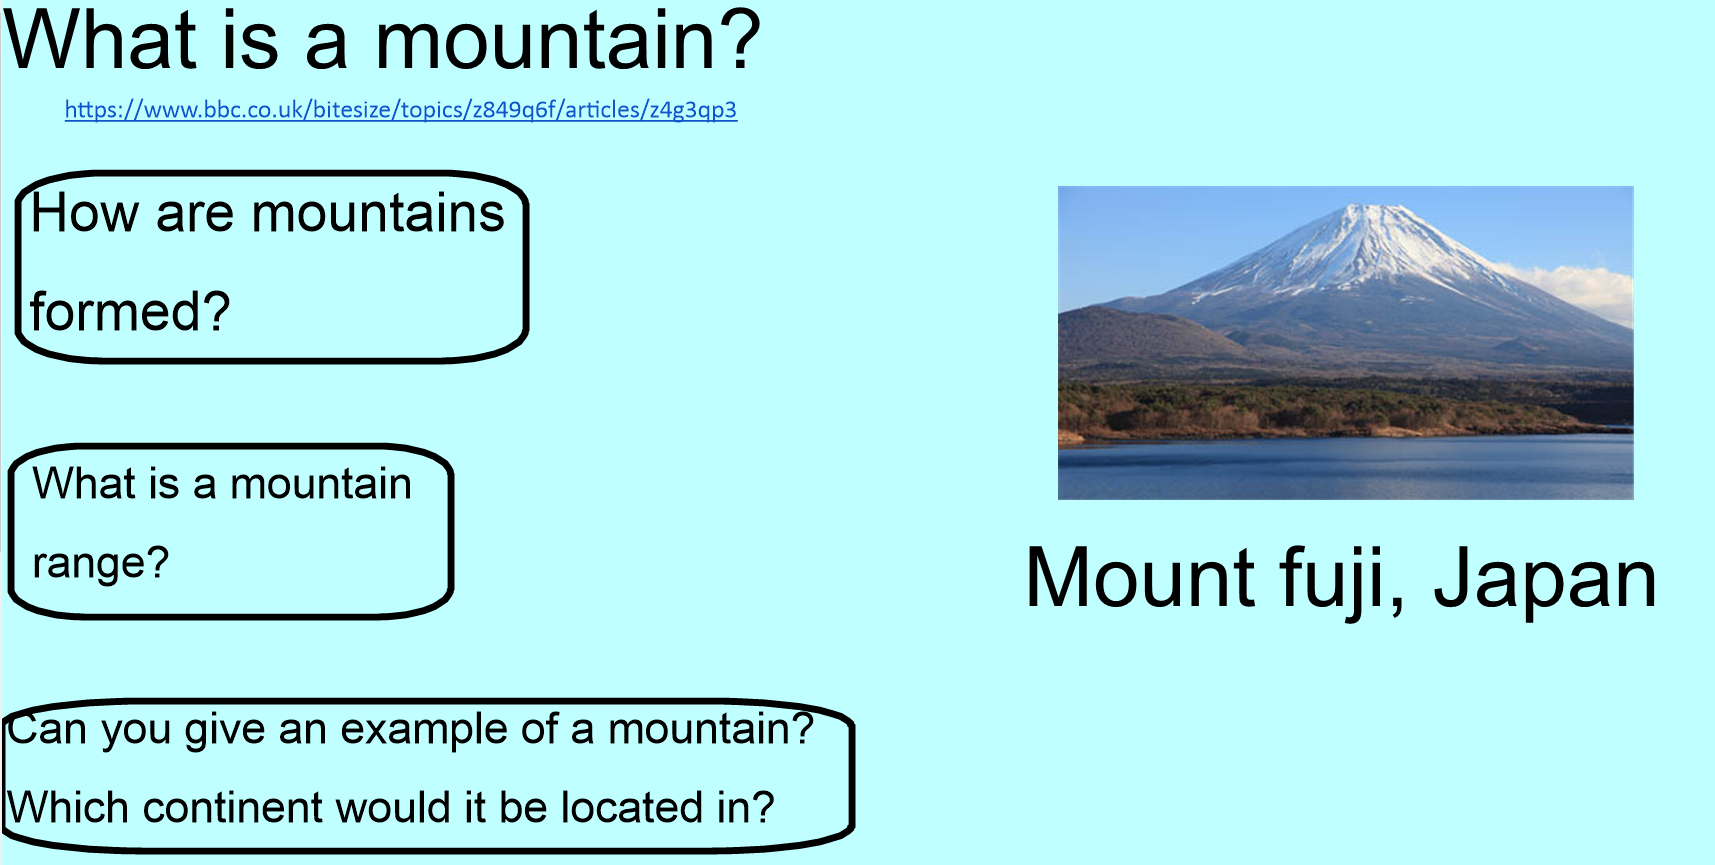 What is a mountain?
https://www.bbc.co.uk/bitesize/topics/z849q6f/articles/z4g3qp3
How are mountains
formed?
What is a mountain
range?
Can you give an example of a mountain?
Which continent would it be located in?
Mount fuji, Japan